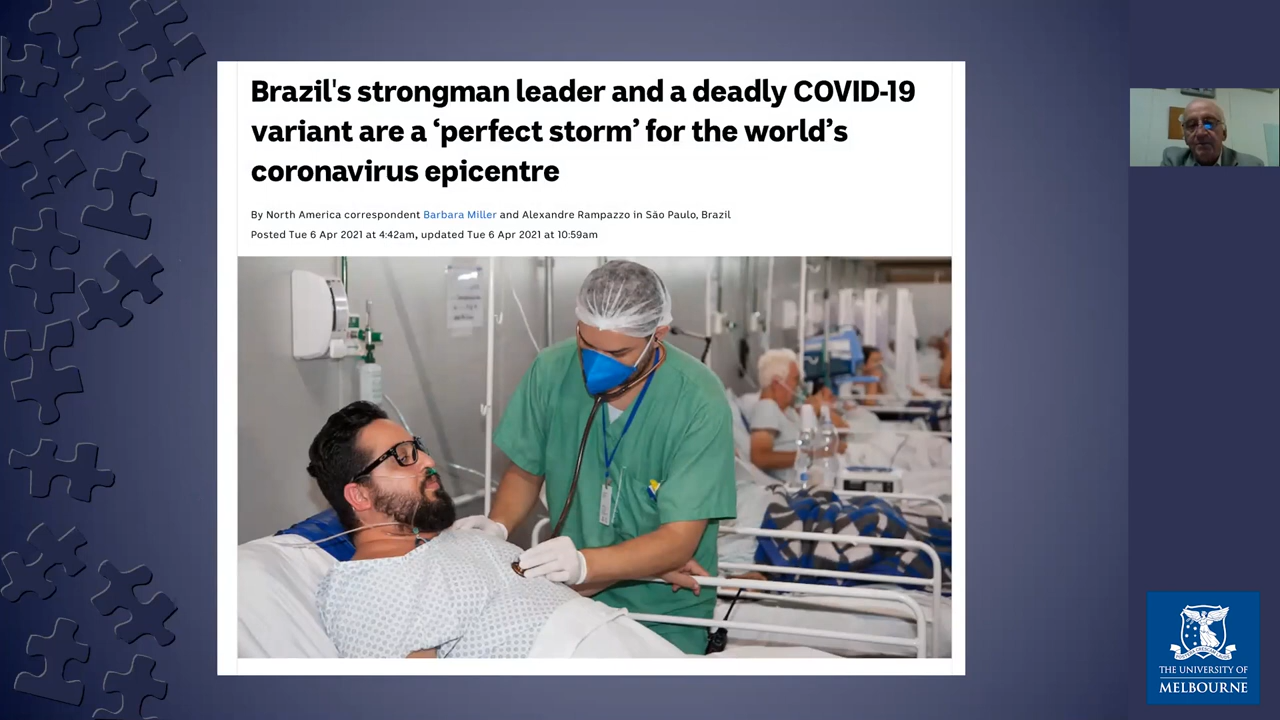 Brazil's strongman leader and a deadly COVID-19
variant are a ‘perfect storm’ for the world’s
coronavirus epicentre
By North America correspondent Barbara Miller and Alexandre Rampazzo in São Paulo, Brazil
Posted Tue 6 Apr 2021 at 4:42am, updated Tue 6 Apr 2021 at 10:59am
THE UNIVERSITY OF
MELBOURNE